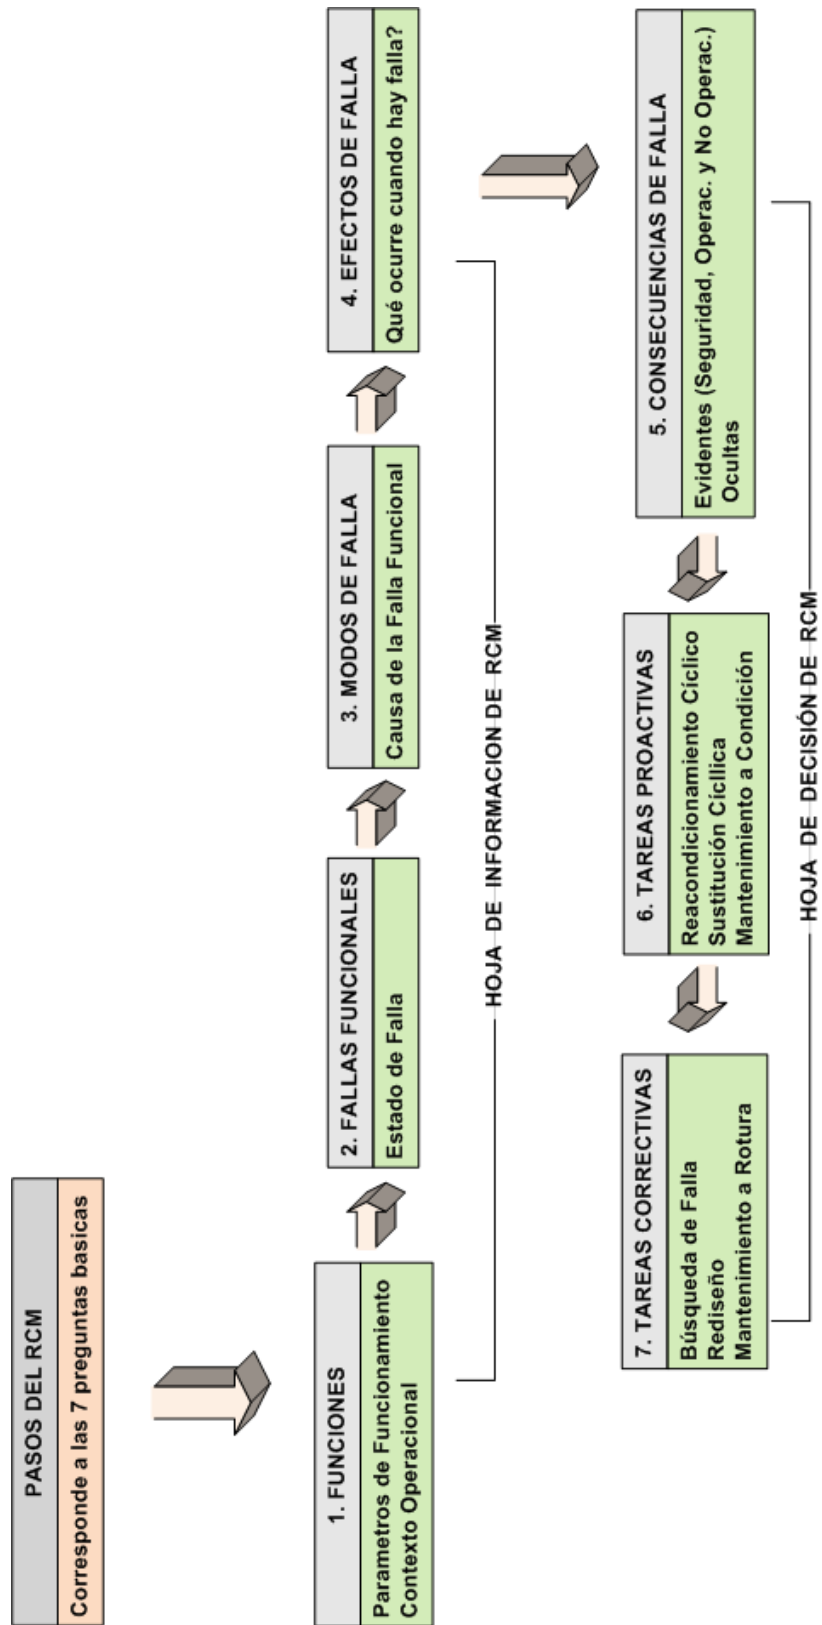 PASOS DEL RCM
Corresponde a las 7 preguntas basicas
1. FUNCIONES
Parametros de Funcionamiento
Contexto Operacional
2. FALLAS FUNCIONALES
Estado de Falla
3. MODOS DE FALLA
Causa de la Falla Funcional
4. EFECTOS DE FALLA
Qué ocurre cuando hay falla?
HOJA DE INFORMACION DE RCM
5. CONSECUENCIAS DE FALLA
Evidentes (Seguridad, Operac. y No Operac.)
Ocultas
6. TAREAS PROACTIVAS
Reacondicionamiento Cíclico
Sustitución Cícllica
Mantenimiento a Condición
7. TAREAS CORRECTIVAS
Búsqueda de Falla
Rediseño
Mantenimiento a Rotura
HOJA DE DECISIÓN DE RCM